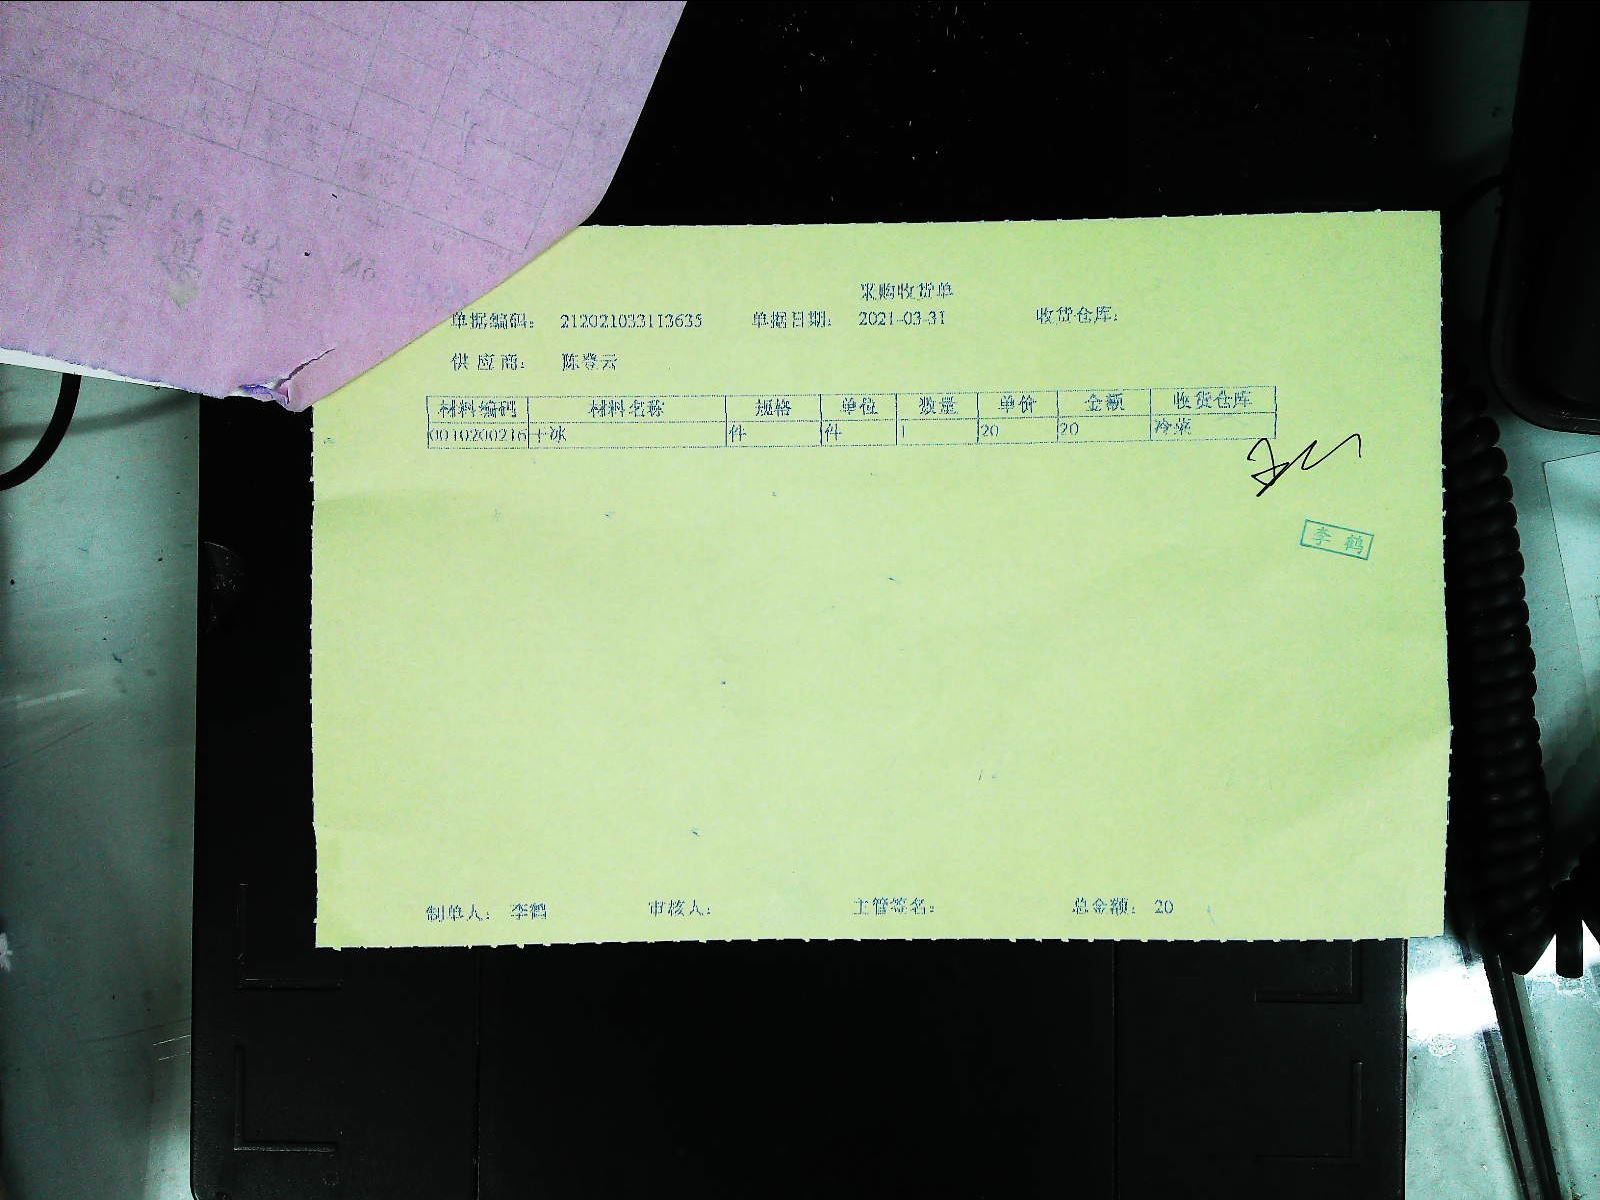 采购收货单
单据编码： 212021033113635 单据日期： 2021-03-31 收货仓库：
供应商： 陈登云
材料编码 材料名称 规格 单位 数量 单价 金额 收货仓库
0010200216 干冰 件 件 1 20 20 冷菜
李鹤
制单人： 李鹤 审核人： 主管签名： 总金额： 20
DELIVERY